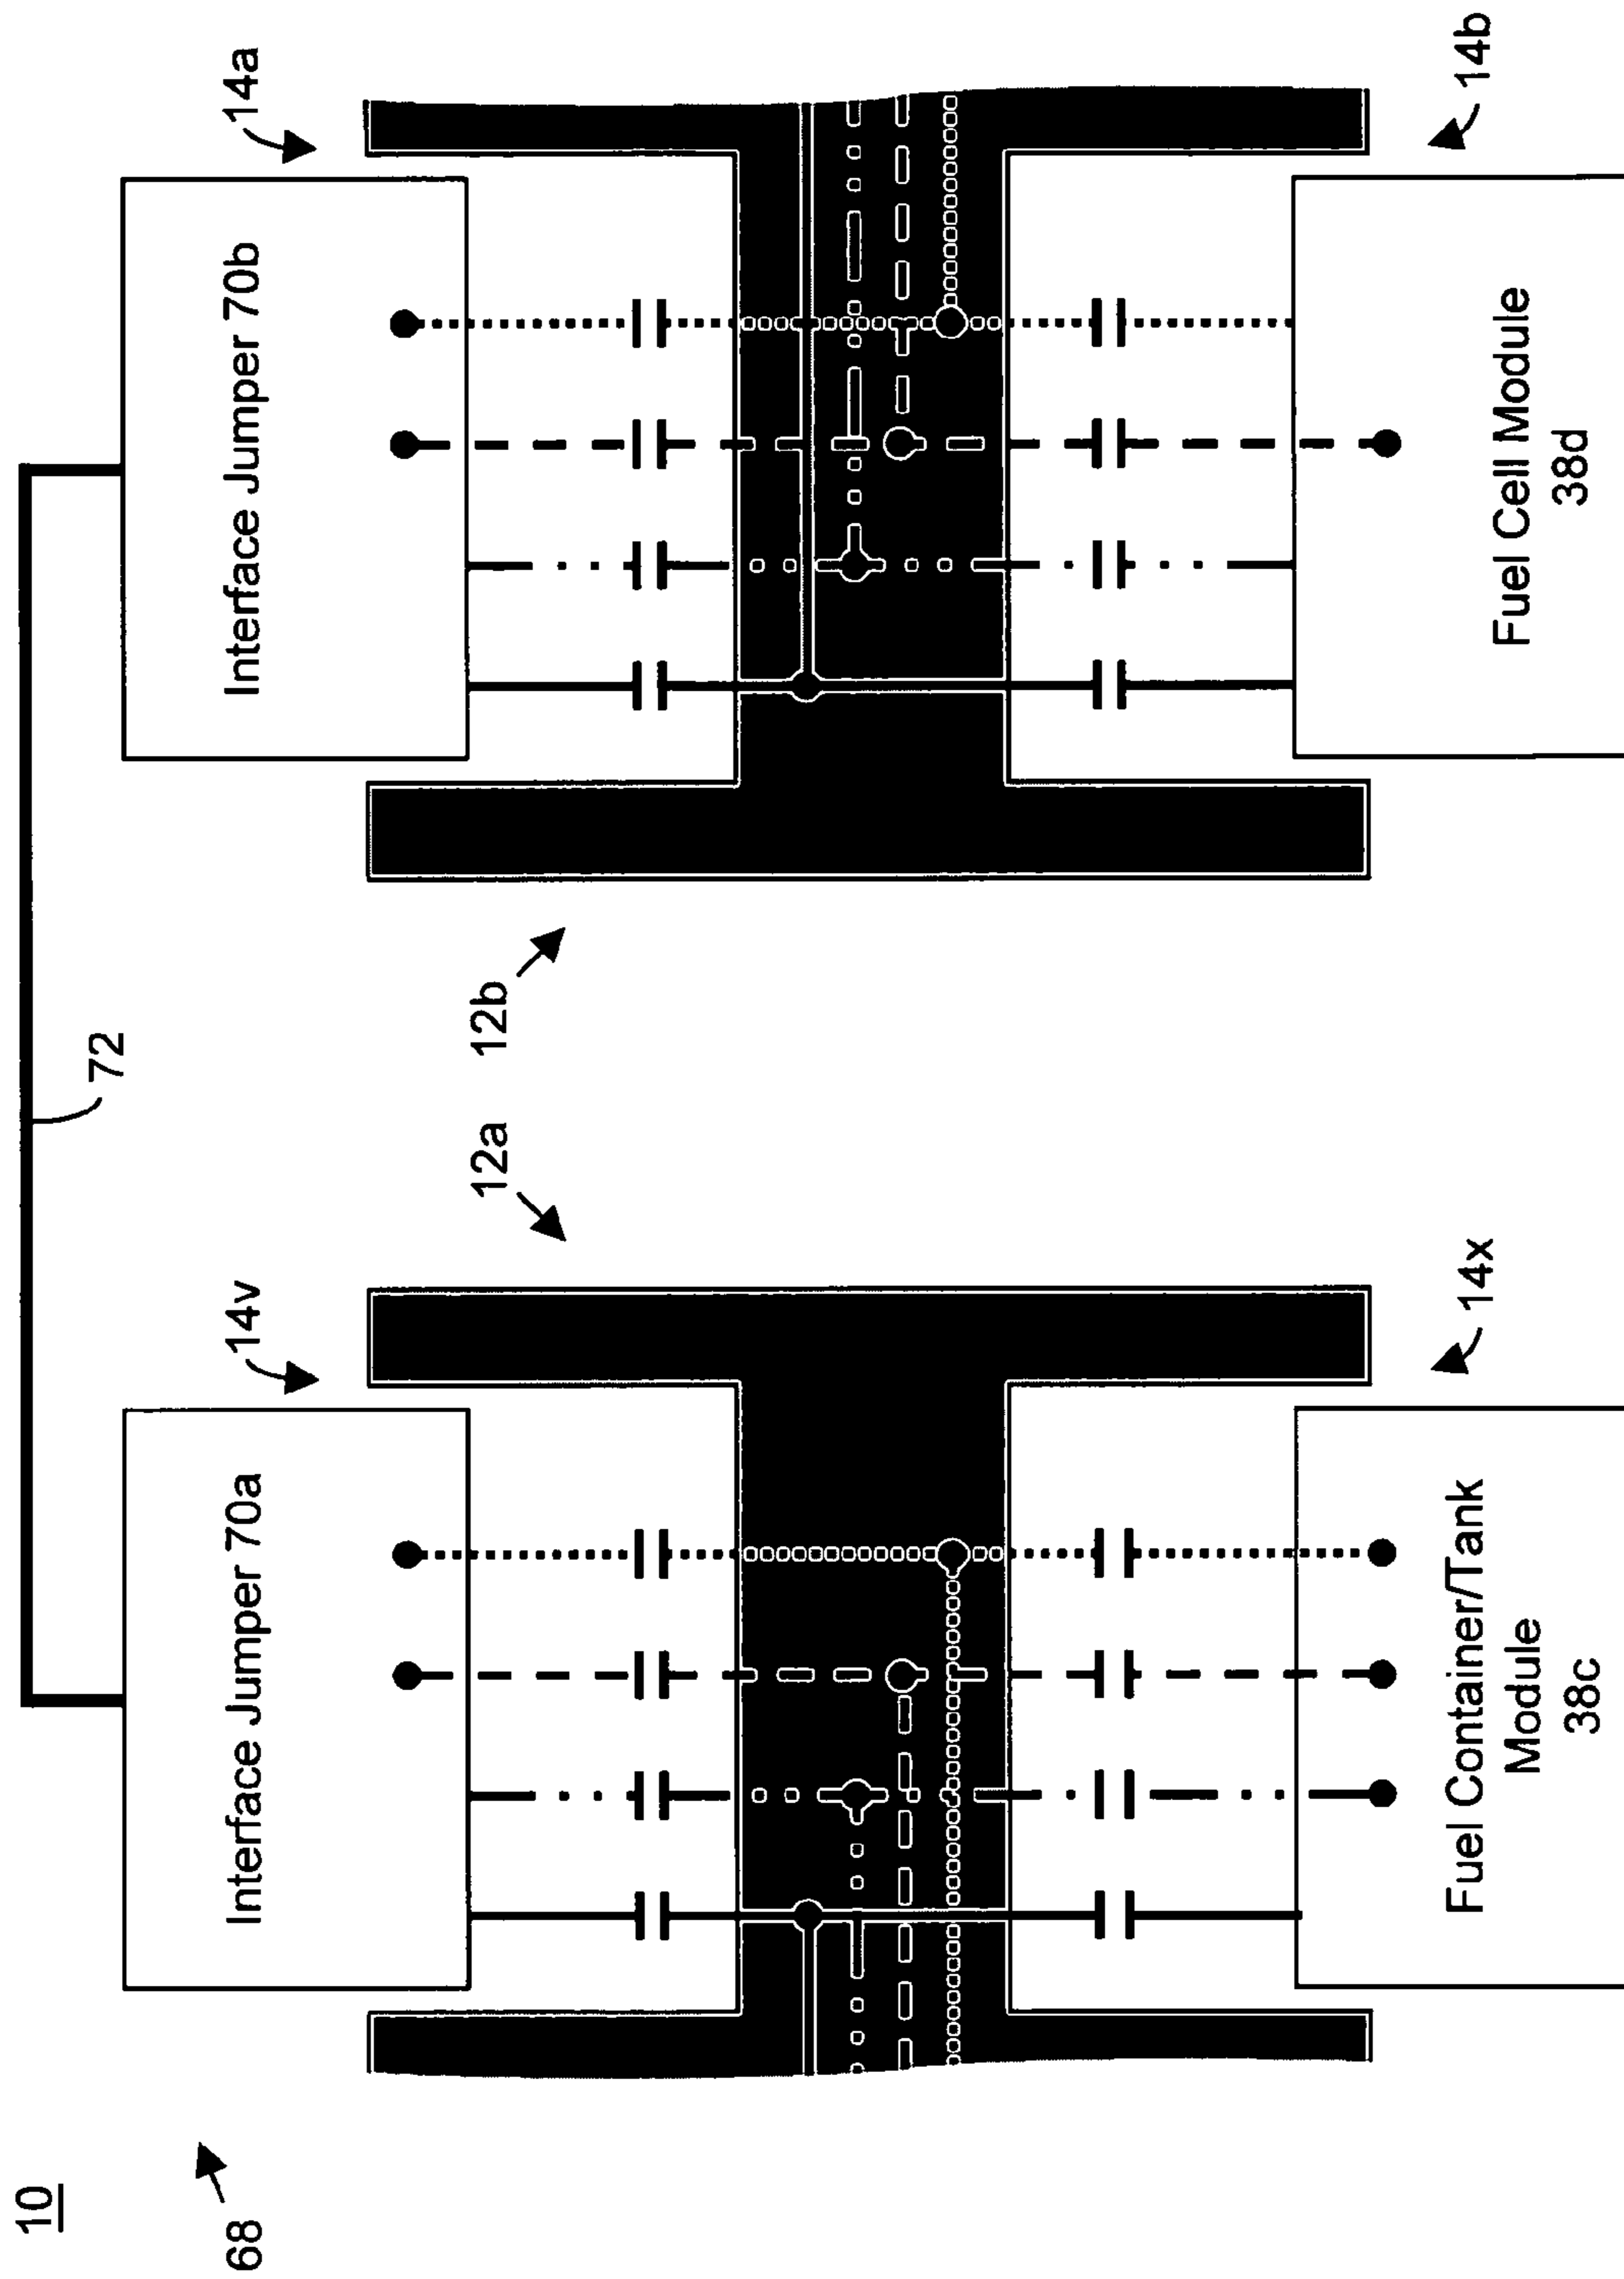 10
68
72
Interface Jumper 70a
14v
Interface Jumper 70b
14a
12a
12b
Fuel Container/Tank
Module
38c
14x
Fuel Cell Module
38d
14b